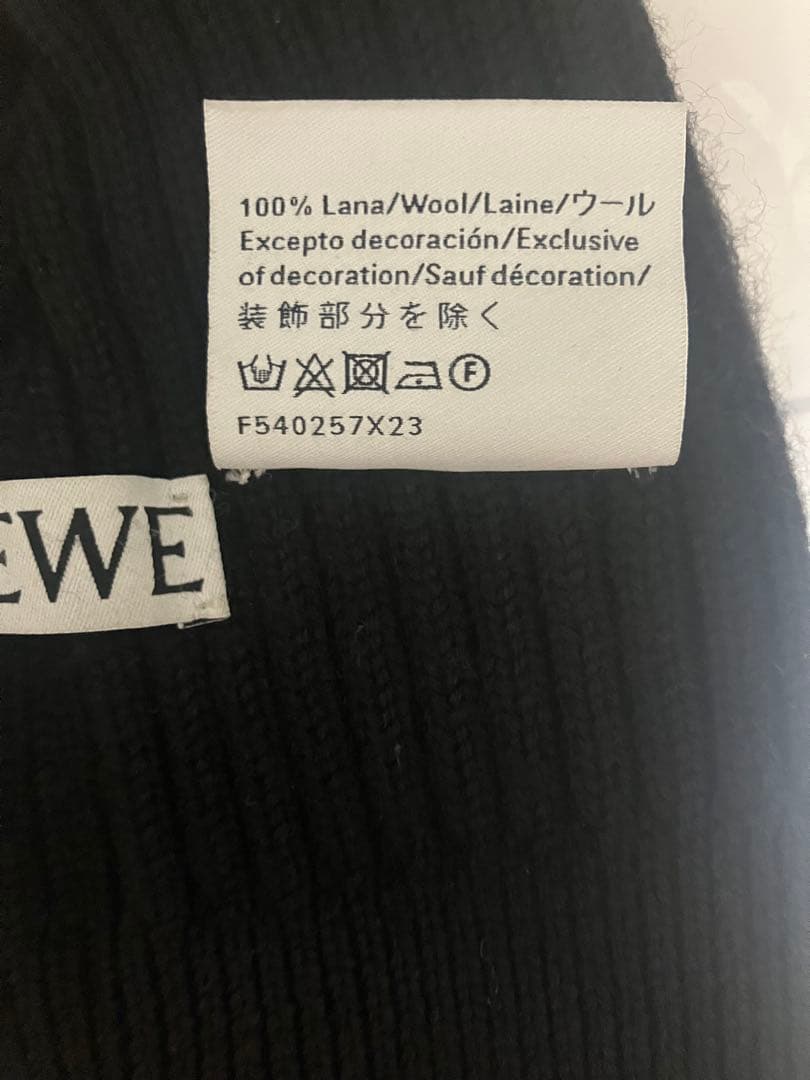 100% Lana/Wool/Laine/ウール
Excepto decoración/Exclusive
of decoration/Sauf décoration/
装飾部分を除く
F
F540257X23
EWE